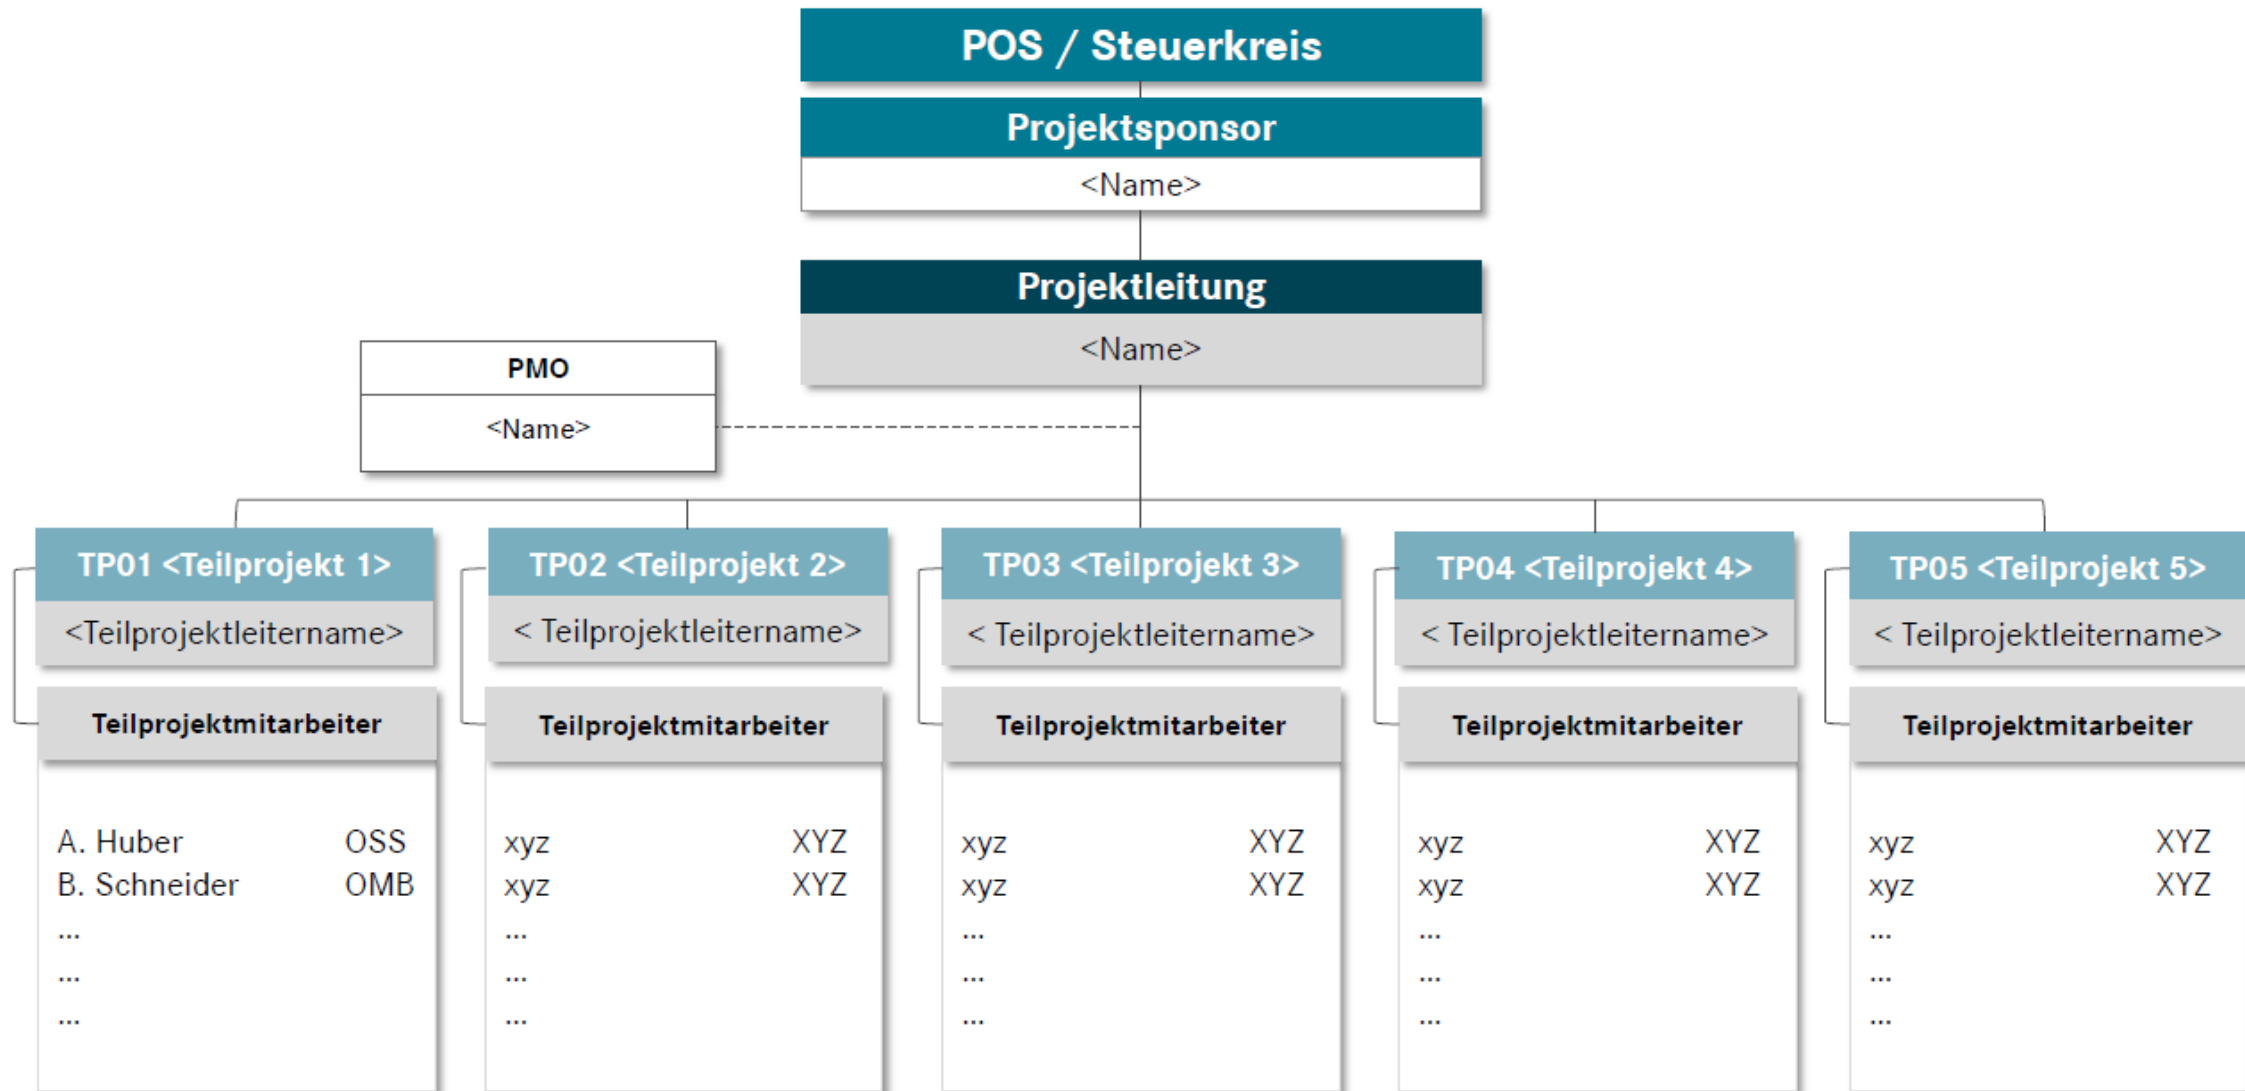 POS / Steuerkreis
Projektsponsor
<Name>
Projektleitung
<Name>
PMO
<Name>
TP01 <Teilprojekt 1>
<Teilprojektleitername>
Teilprojektmitarbeiter
A. Huber OSS
B. Schneider OMB
...
...
...
TP02 <Teilprojekt 2>
< Teilprojektleitername>
Teilprojektmitarbeiter
xyz XYZ
xyz XYZ
...
...
...
TP03 <Teilprojekt 3>
< Teilprojektleitername>
Teilprojektmitarbeiter
xyz XYZ
xyz XYZ
...
...
...
TP04 <Teilprojekt 4>
< Teilprojektleitername>
Teilprojektmitarbeiter
xyz XYZ
xyz XYZ
...
...
...
TP05 <Teilprojekt 5>
< Teilprojektleitername>
Teilprojektmitarbeiter
xyz XYZ
xyz XYZ
...
...
...